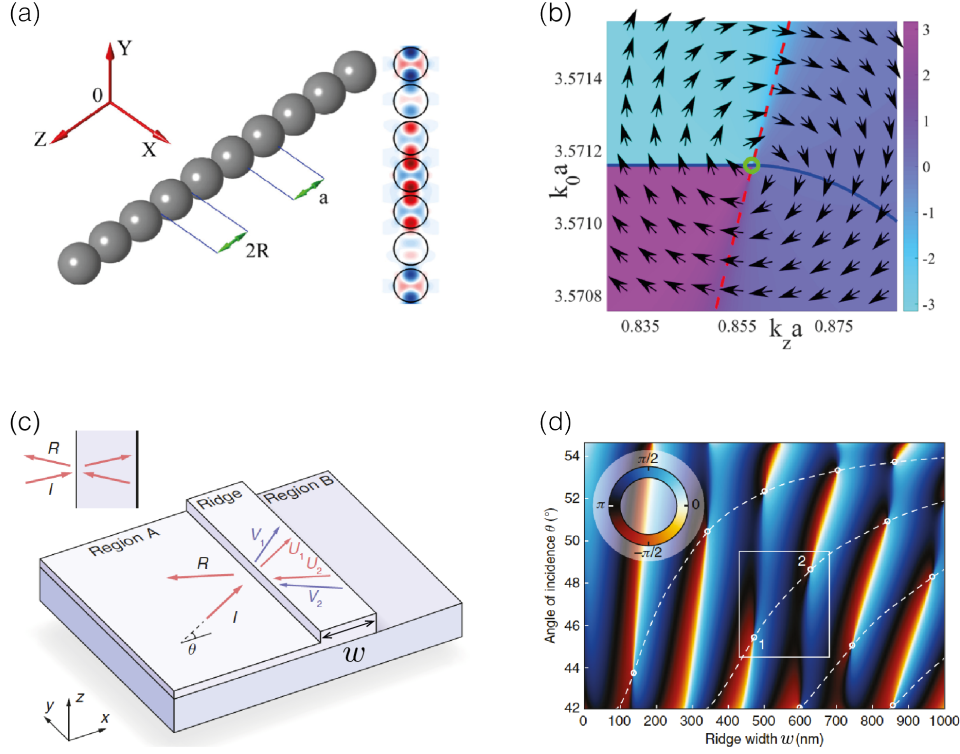 (a)
Y
0
Z
X
a
2R
(b)
k₀a
3.5714
3.5712
3.5710
3.5708
0.835
0.855
0.875
k_z a
3
2
1
0
-1
-2
-3
(c)
R
I
Region A
Ridge
Region B
V₁
U₁
U₂
V₂
R
I
θ
w
y
z
x
(d)
Angle of incidence θ (°)
54
52
50
48
46
44
42
π/2
π
0
−π/2
2
1
0 100 200 300 400 500 600 700 800 900 1000
Ridge width w (nm)